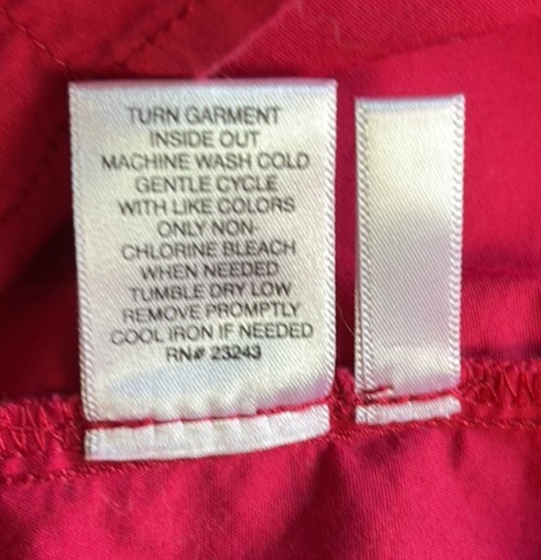 TURN GARMENT
INSIDE OUT
MACHINE WASH COLD
GENTLE CYCLE
WITH LIKE COLORS
ONLY NON-
CHLORINE BLEACH
WHEN NEEDED
TUMBLE DRY LOW
REMOVE PROMPTLY
COOL IRON IF NEEDED
RN# 23243